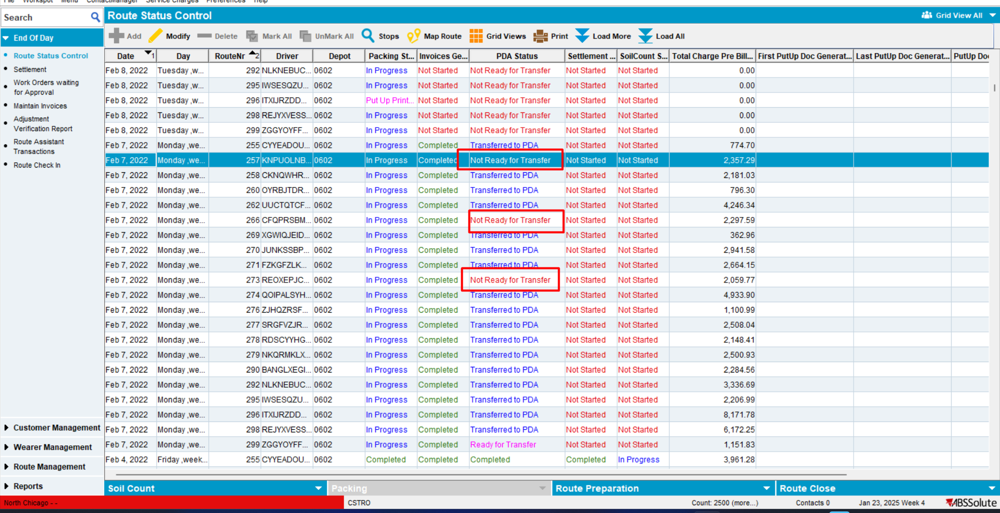 File Workspot Menu ContactManager Service Charges Preferences Help
Search
Route Status Control
Grid View All
End Of Day
Add Modify Delete Mark All UnMark All Stops Map Route Grid Views Print Load More Load All
Route Status Control
Settlement
Work Orders waiting
for Approval
Maintain Invoices
Adjustment
Verification Report
Route Assistant
Transactions
Route Check In
Date 1 Day RouteNr 2 Driver Depot Packing St... Invoices Ge... PDA Status Settlement ... SoilCount S... Total Charge Pre Bill... First PutUp Doc Generat... Last PutUp Doc Generat... PutUp Do
Feb 8, 2022 Tuesday ,w... 292 NLKNEBUC... 0602 In Progress Not Started Not Ready for Transfer Not Started Not Started 0.00
Feb 8, 2022 Tuesday ,w... 295 IWSESQZU... 0602 In Progress Not Started Not Ready for Transfer Not Started Not Started 0.00
Feb 8, 2022 Tuesday ,w... 296 ITXIJRZDD... 0602 Put Up Print... Not Started Not Ready for Transfer Not Started Not Started 0.00
Feb 8, 2022 Tuesday ,w... 298 REJYXVESS... 0602 In Progress Not Started Not Ready for Transfer Not Started Not Started 0.00
Feb 8, 2022 Tuesday ,w... 299 ZGGYOYFF... 0602 In Progress Not Started Not Ready for Transfer Not Started Not Started 0.00
Feb 7, 2022 Monday ,we... 255 CYYEADOU... 0602 In Progress Completed Transferred to PDA Not Started Not Started 774.70
Feb 7, 2022 Monday ,we... 257 KNPUOLNB... 0602 In Progress Completed Not Ready for Transfer Not Started Not Started 2,357.29
Feb 7, 2022 Monday ,we... 258 CKNQWHR... 0602 In Progress Completed Transferred to PDA Not Started Not Started 2,181.03
Feb 7, 2022 Monday ,we... 260 OYRBJTDR... 0602 In Progress Completed Transferred to PDA Not Started Not Started 796.30
Feb 7, 2022 Monday ,we... 262 UUCTQTCF... 0602 In Progress Completed Transferred to PDA Not Started Not Started 4,246.34
Feb 7, 2022 Monday ,we... 266 CFQPRSBM... 0602 In Progress Completed Not Ready for Transfer Not Started Not Started 2,297.59
Feb 7, 2022 Monday ,we... 269 XGWIQJEID... 0602 In Progress Completed Transferred to PDA Not Started Not Started 362.96
Feb 7, 2022 Monday ,we... 270 JUNKSSBP... 0602 In Progress Completed Transferred to PDA Not Started Not Started 2,941.58
Feb 7, 2022 Monday ,we... 271 FZKGFZLK... 0602 In Progress Completed Transferred to PDA Not Started Not Started 2,664.15
Feb 7, 2022 Monday ,we... 273 REOXEPJC... 0602 In Progress Completed Not Ready for Transfer Not Started Not Started 2,059.77
Feb 7, 2022 Monday ,we... 274 QOIPALSYH... 0602 In Progress Completed Transferred to PDA Not Started Not Started 4,933.90
Feb 7, 2022 Monday ,we... 276 ZJHQZRSF... 0602 In Progress Completed Transferred to PDA Not Started Not Started 1,100.99
Feb 7, 2022 Monday ,we... 277 SRGFVZJR... 0602 In Progress Completed Transferred to PDA Not Started Not Started 2,508.04
Feb 7, 2022 Monday ,we... 278 RDSCYYHG... 0602 In Progress Completed Transferred to PDA Not Started Not Started 2,148.41
Feb 7, 2022 Monday ,we... 279 NKQRMKLX... 0602 In Progress Completed Transferred to PDA Not Started Not Started 2,500.93
Feb 7, 2022 Monday ,we... 290 BANGLXEGI... 0602 In Progress Completed Transferred to PDA Not Started Not Started 2,284.56
Feb 7, 2022 Monday ,we... 292 NLKNEBUC... 0602 In Progress Completed Transferred to PDA Not Started Not Started 3,336.69
Feb 7, 2022 Monday ,we... 295 IWSESQZU... 0602 In Progress Completed Transferred to PDA Not Started Not Started 2,206.99
Feb 7, 2022 Monday ,we... 296 ITXIJRZDD... 0602 In Progress Completed Transferred to PDA Not Started Not Started 8,171.78
Feb 7, 2022 Monday ,we... 298 REJYXVESS... 0602 In Progress Completed Transferred to PDA Not Started Not Started 6,172.25
Feb 7, 2022 Monday ,we... 299 ZGGYOYFF... 0602 In Progress Completed Ready for Transfer Not Started Not Started 1,151.83
Feb 4, 2022 Friday ,week... 255 CYYEADOU... 0602 Completed Completed Completed Completed In Progress 3,961.28
Customer Management
Wearer Management
Route Management
Reports
Soil Count Packing Route Preparation Route Close
North Chicago - - CSTRO Count: 2500 (more...) Contacts 0 Jan 23, 2025 Week 4 ABSSolute